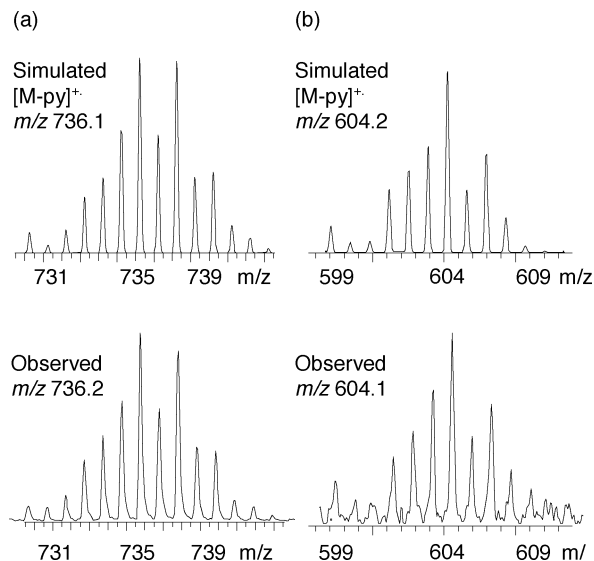 (a)
Simulated
[M-py]+·
m/z 736.1
731 735 739 m/z
(b)
Simulated
[M-py]+·
m/z 604.2
599 604 609 m/
Observed
m/z 736.2
731 735 739 m/z
Observed
m/z 604.1
599 604 609 m/